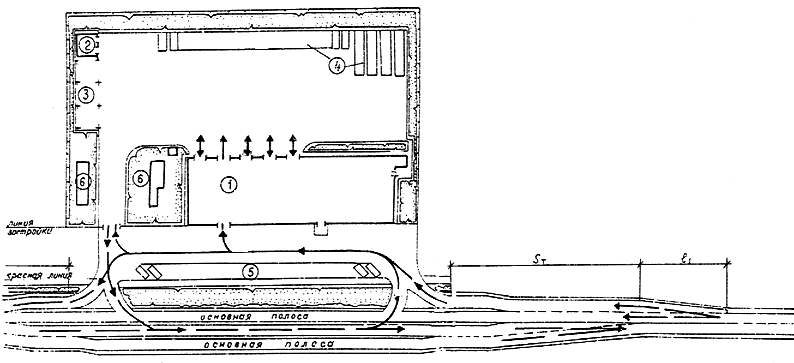 2
4
3
6
6
1
линия
застройки
5
Sт
l₁
красная линия
основная полоса
основная полоса